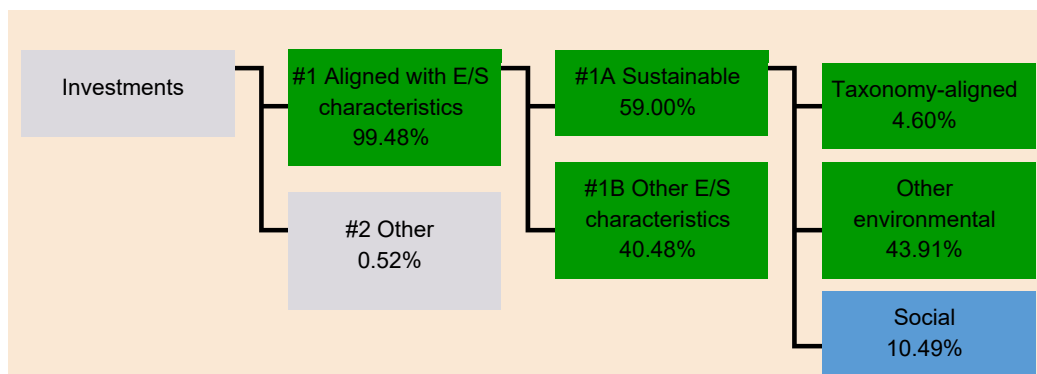 Investments
#1 Aligned with E/S
characteristics
99.48%
#2 Other
0.52%
#1A Sustainable
59.00%
#1B Other E/S
characteristics
40.48%
Taxonomy-aligned
4.60%
Other
environmental
43.91%
Social
10.49%